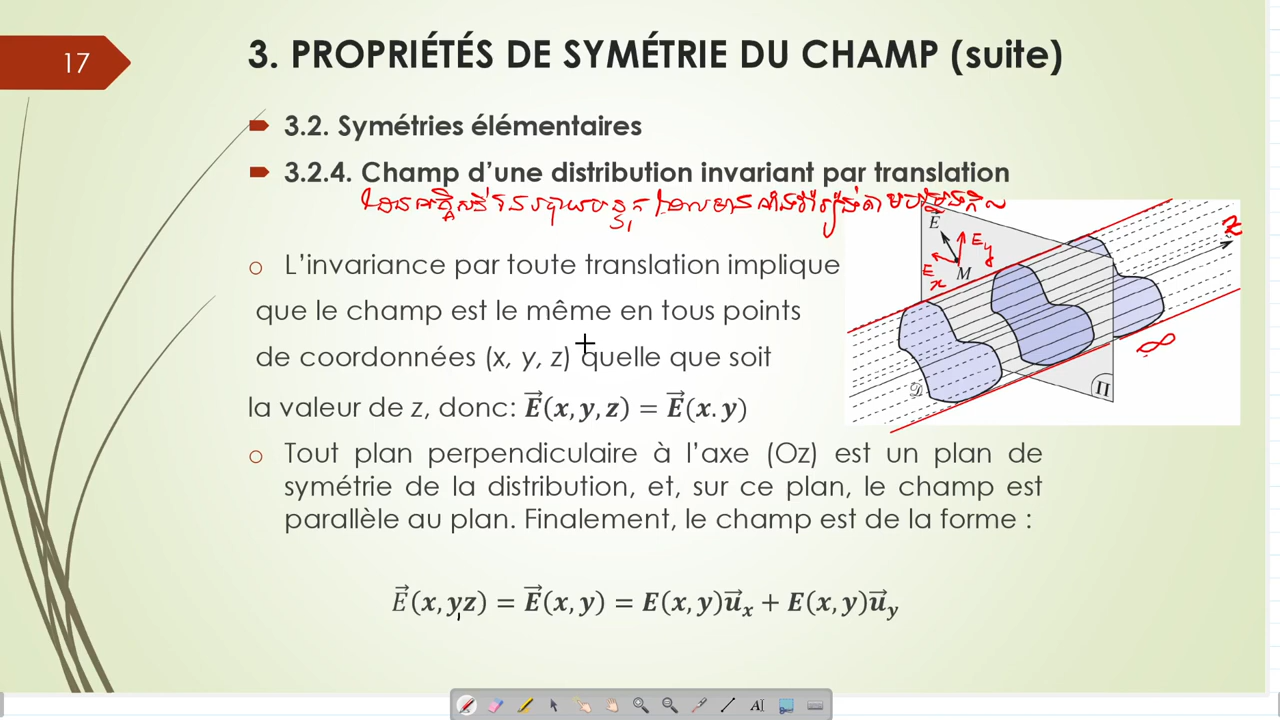 17
3. PROPRIÉTÉS DE SYMÉTRIE DU CHAMP (suite)
3.2. Symétries élémentaires
3.2.4. Champ d’une distribution invariant par translation
L’invariance par toute translation implique
que le champ est le même en tous points
de coordonnées (x, y, z) quelle que soit
la valeur de z, donc: E⃗(x, y, z) = E⃗(x. y)
Tout plan perpendiculaire à l’axe (Oz) est un plan de
symétrie de la distribution, et, sur ce plan, le champ est
parallèle au plan. Finalement, le champ est de la forme :
E⃗(x, y,z) = E⃗(x, y) = E(x, y)u⃗ₓ + E(x, y)u⃗ᵧ
E⃗
E y
E x
M
z
∞
𝒟
Π
AI